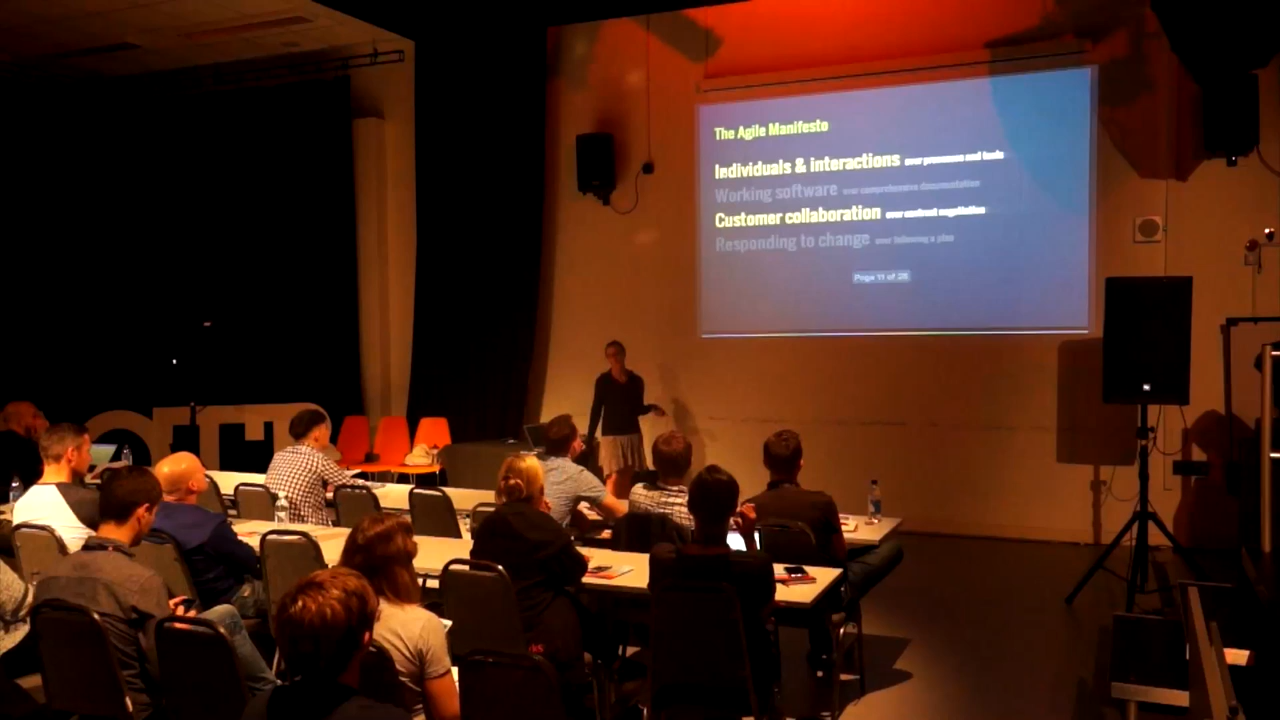 The Agile Manifesto
Individuals & interactions over processes and tools
Working software over comprehensive documentation
Customer collaboration over contract negotiation
Responding to change over following a plan
Page 11 of 28